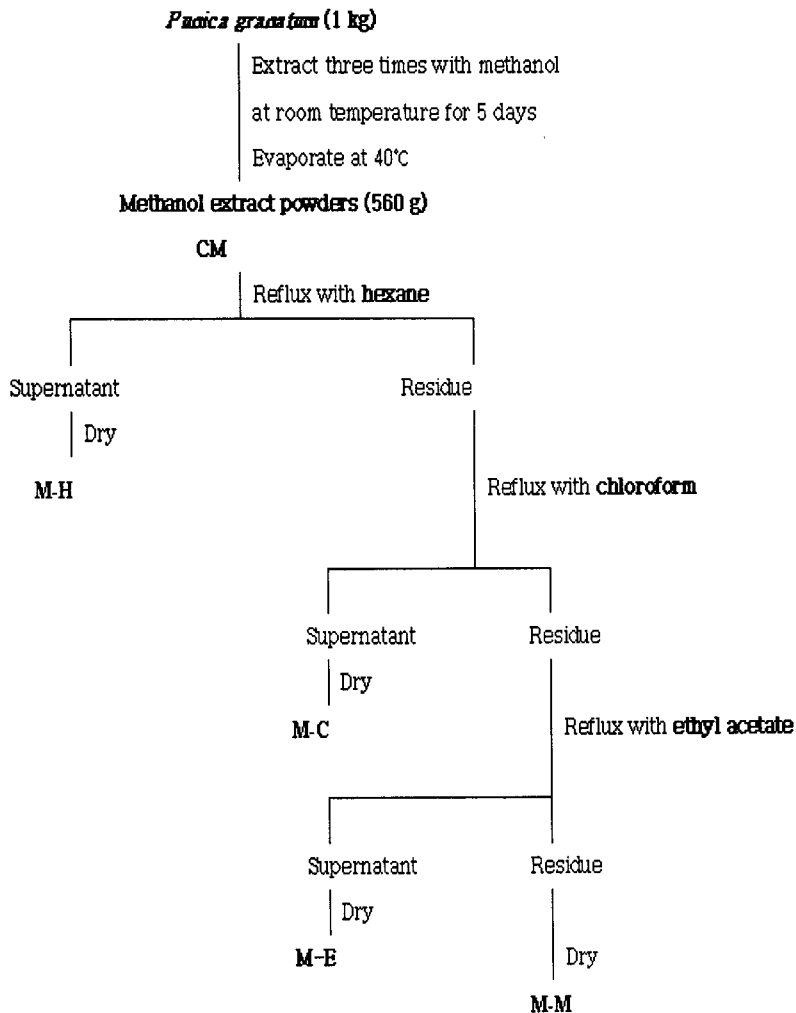 Punica granatum (1 kg)
Extract three times with methanol
at room temperature for 5 days
Evaporate at 40℃
Methanol extract powders (560 g)
CM
Reflux with hexane
Supernatant
Residue
Dry
M-H
Reflux with chloroform
Supernatant
Residue
Dry
M-C
Reflux with ethyl acetate
Supernatant
Residue
Dry
M-E
Dry
M-M